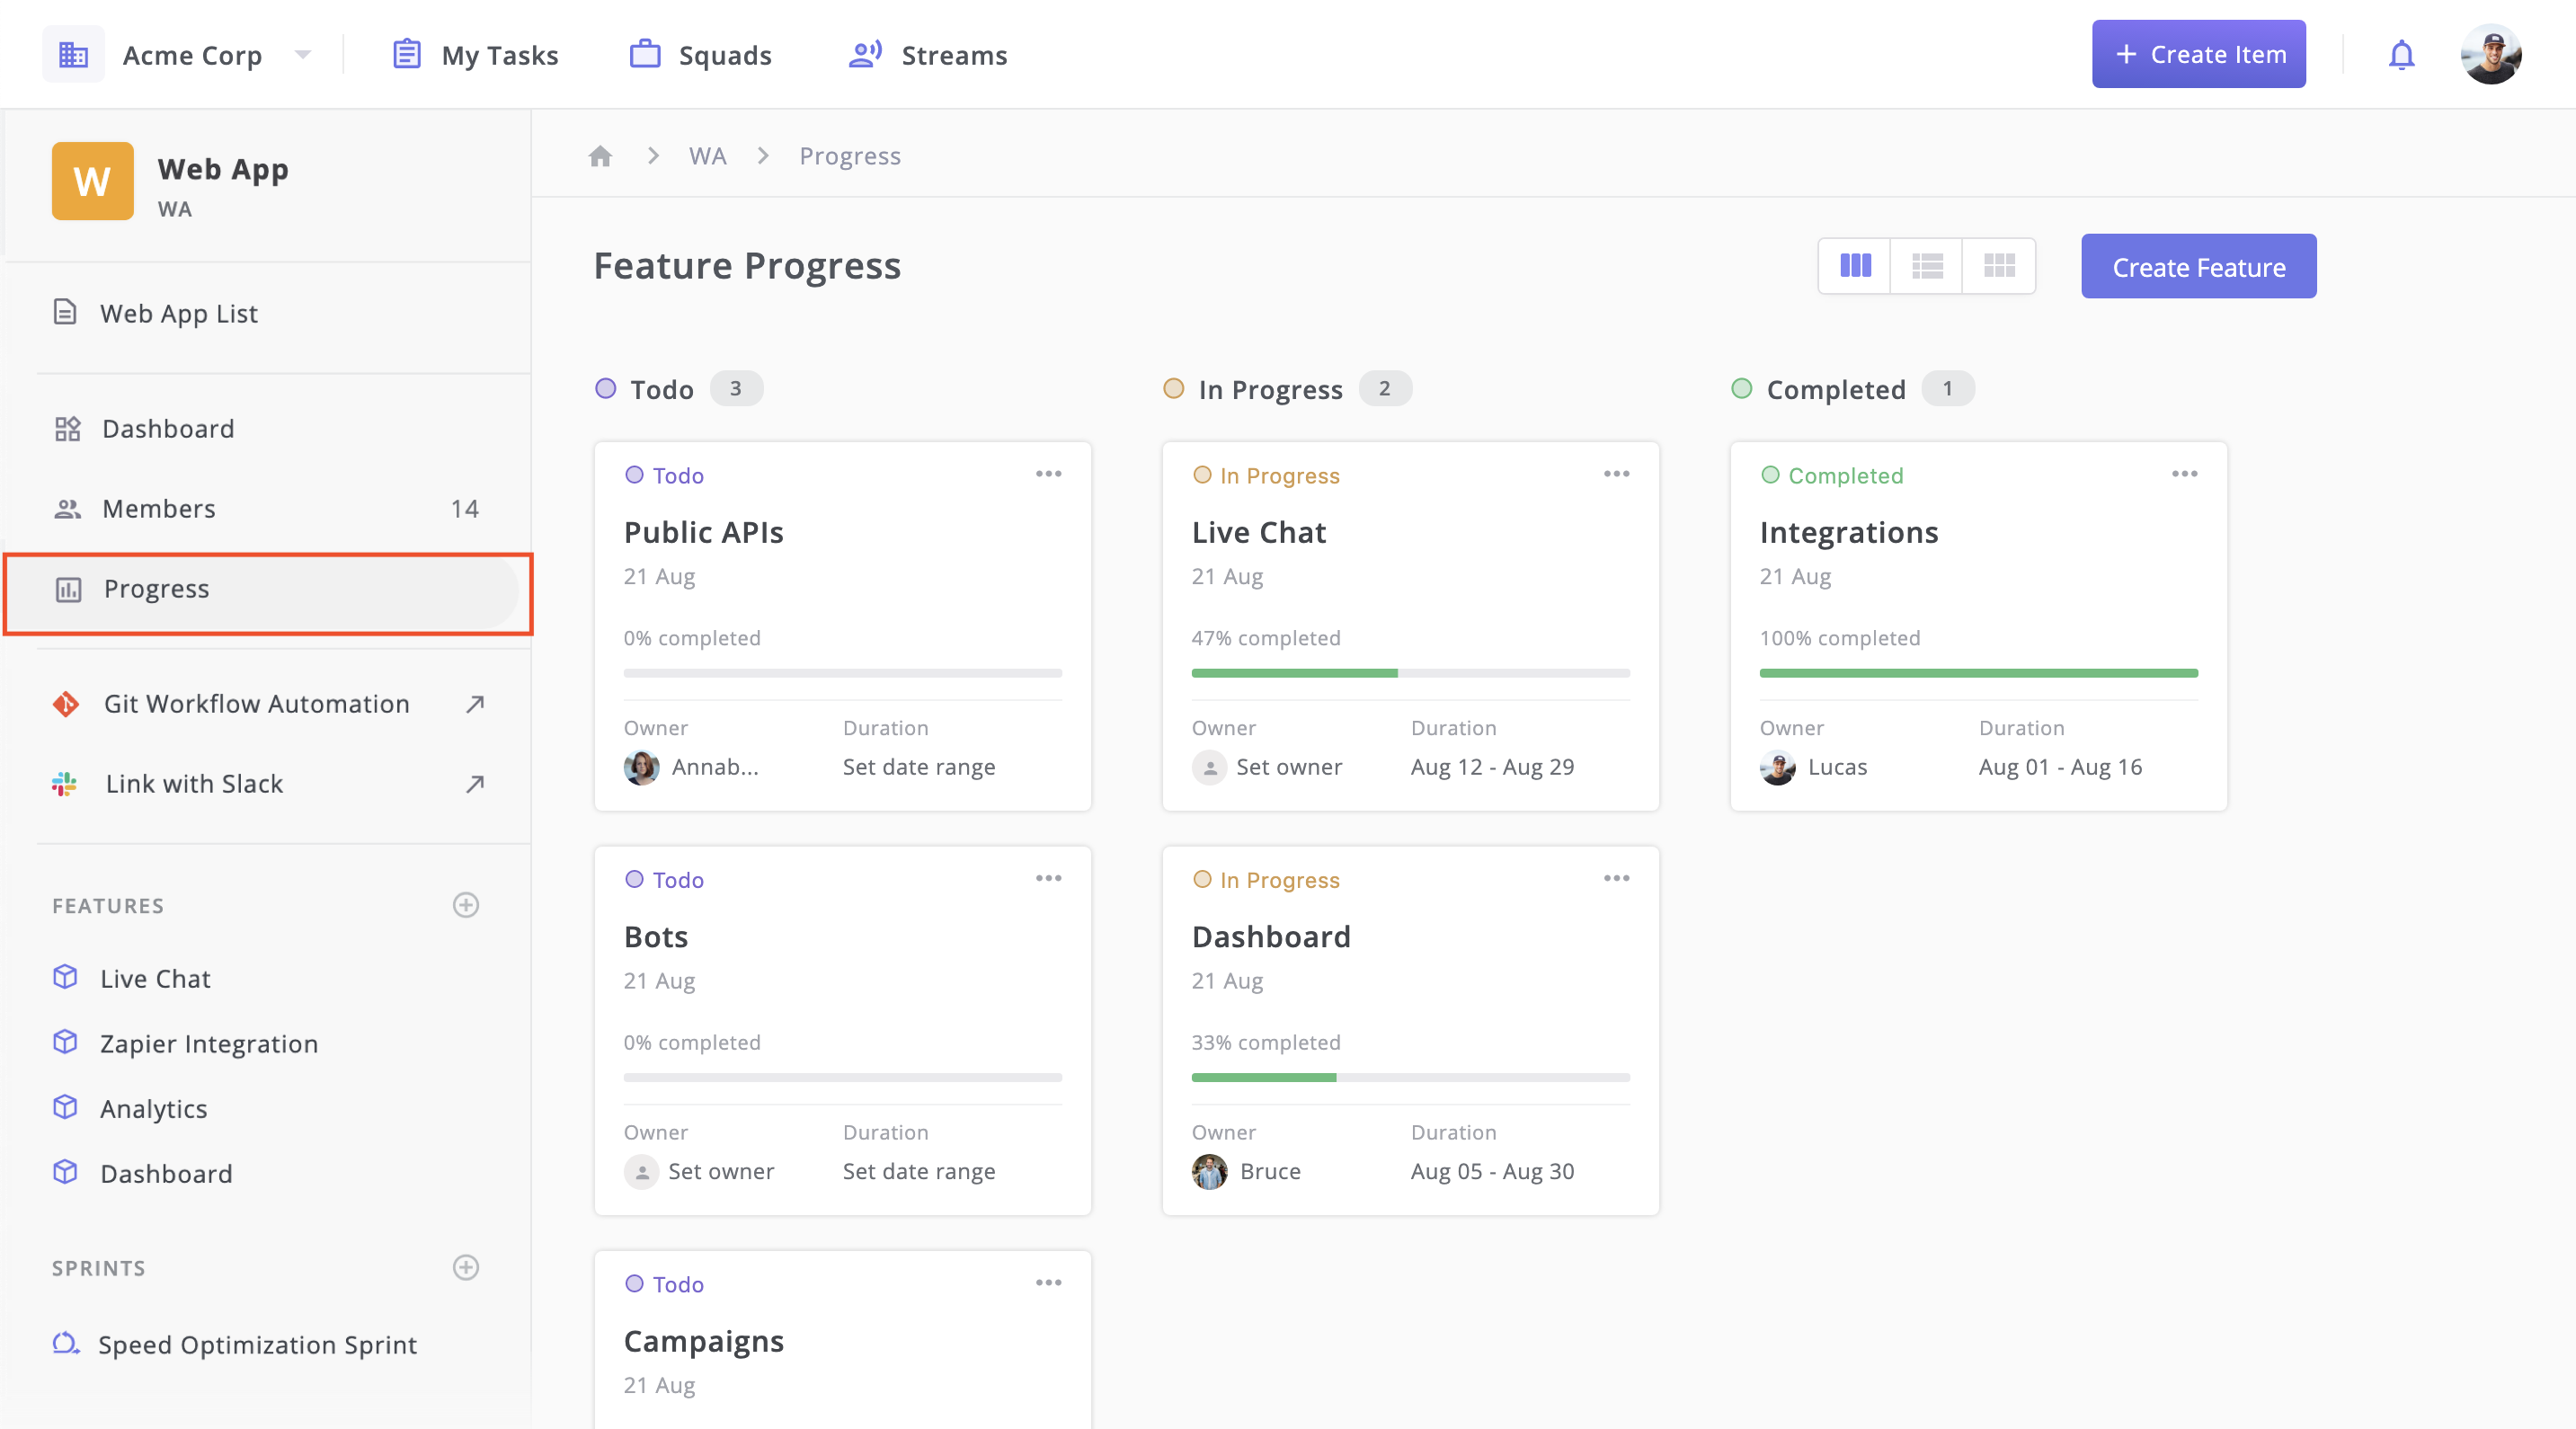 Acme Corp
My Tasks
Squads
Streams
+ Create Item
W
Web App
WA
Web App List
Dashboard
Members 14
Progress
Git Workflow Automation
Link with Slack
FEATURES
Live Chat
Zapier Integration
Analytics
Dashboard
SPRINTS
Speed Optimization Sprint
WA > Progress
Feature Progress
Create Feature
Todo 3
Todo
Public APIs
21 Aug
0% completed
Owner Duration
Annab... Set date range
Todo
Bots
21 Aug
0% completed
Owner Duration
Set owner Set date range
Todo
Campaigns
21 Aug
In Progress 2
In Progress
Live Chat
21 Aug
47% completed
Owner Duration
Set owner Aug 12 - Aug 29
In Progress
Dashboard
21 Aug
33% completed
Owner Duration
Bruce Aug 05 - Aug 30
Completed 1
Completed
Integrations
21 Aug
100% completed
Owner Duration
Lucas Aug 01 - Aug 16